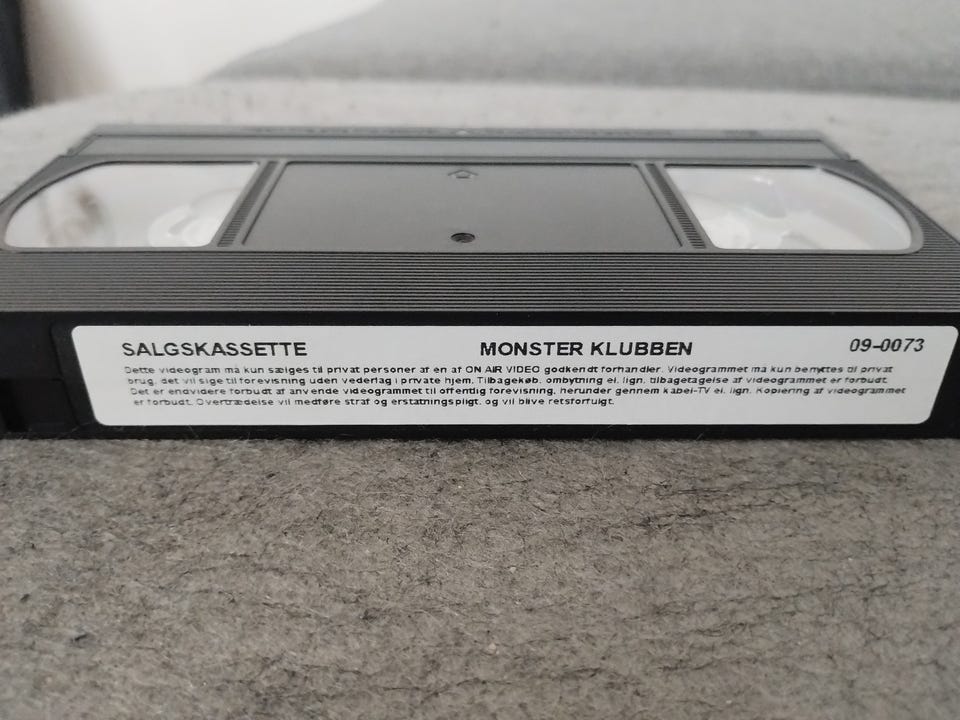 SALGSKASSETTE MONSTER KLUBBEN 09-0073
Dette videogram må kun sælges til privat personer af en af ON AIR VIDEO godkendt forhandler. Videogrammet må kun benyttes til privat
brug, det vil sige til forevisning uden vederlag i private hjem. Tilbagekøb, ombytning el. lign. tilbagetagelse af videogrammet er forbudt.
Det er endvidere forbudt at anvende videogrammet til offentlig forevisning, herunder gennem kabel-TV el. lign. Kopiering af videogrammet
er forbudt. Overtrædelse vil medføre straf og erstatningspligt, og vil blive retsforfulgt.